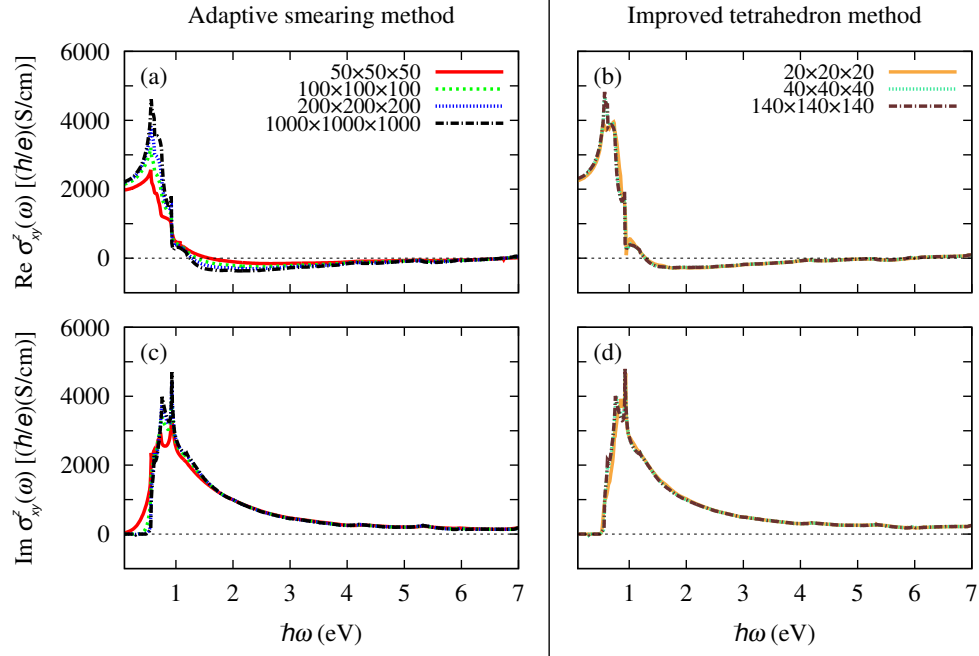 Adaptive smearing method
Improved tetrahedron method
Re σᶻxy(ω) [(ℏ/e)(S/cm)]
6000
4000
2000
0
(a)
50×50×50
100×100×100
200×200×200
1000×1000×1000
(b)
20×20×20
40×40×40
140×140×140
Im σᶻxy(ω) [(ℏ/e)(S/cm)]
6000
4000
2000
0
(c)
(d)
1 2 3 4 5 6 7
1 2 3 4 5 6 7
ℏω (eV)
ℏω (eV)